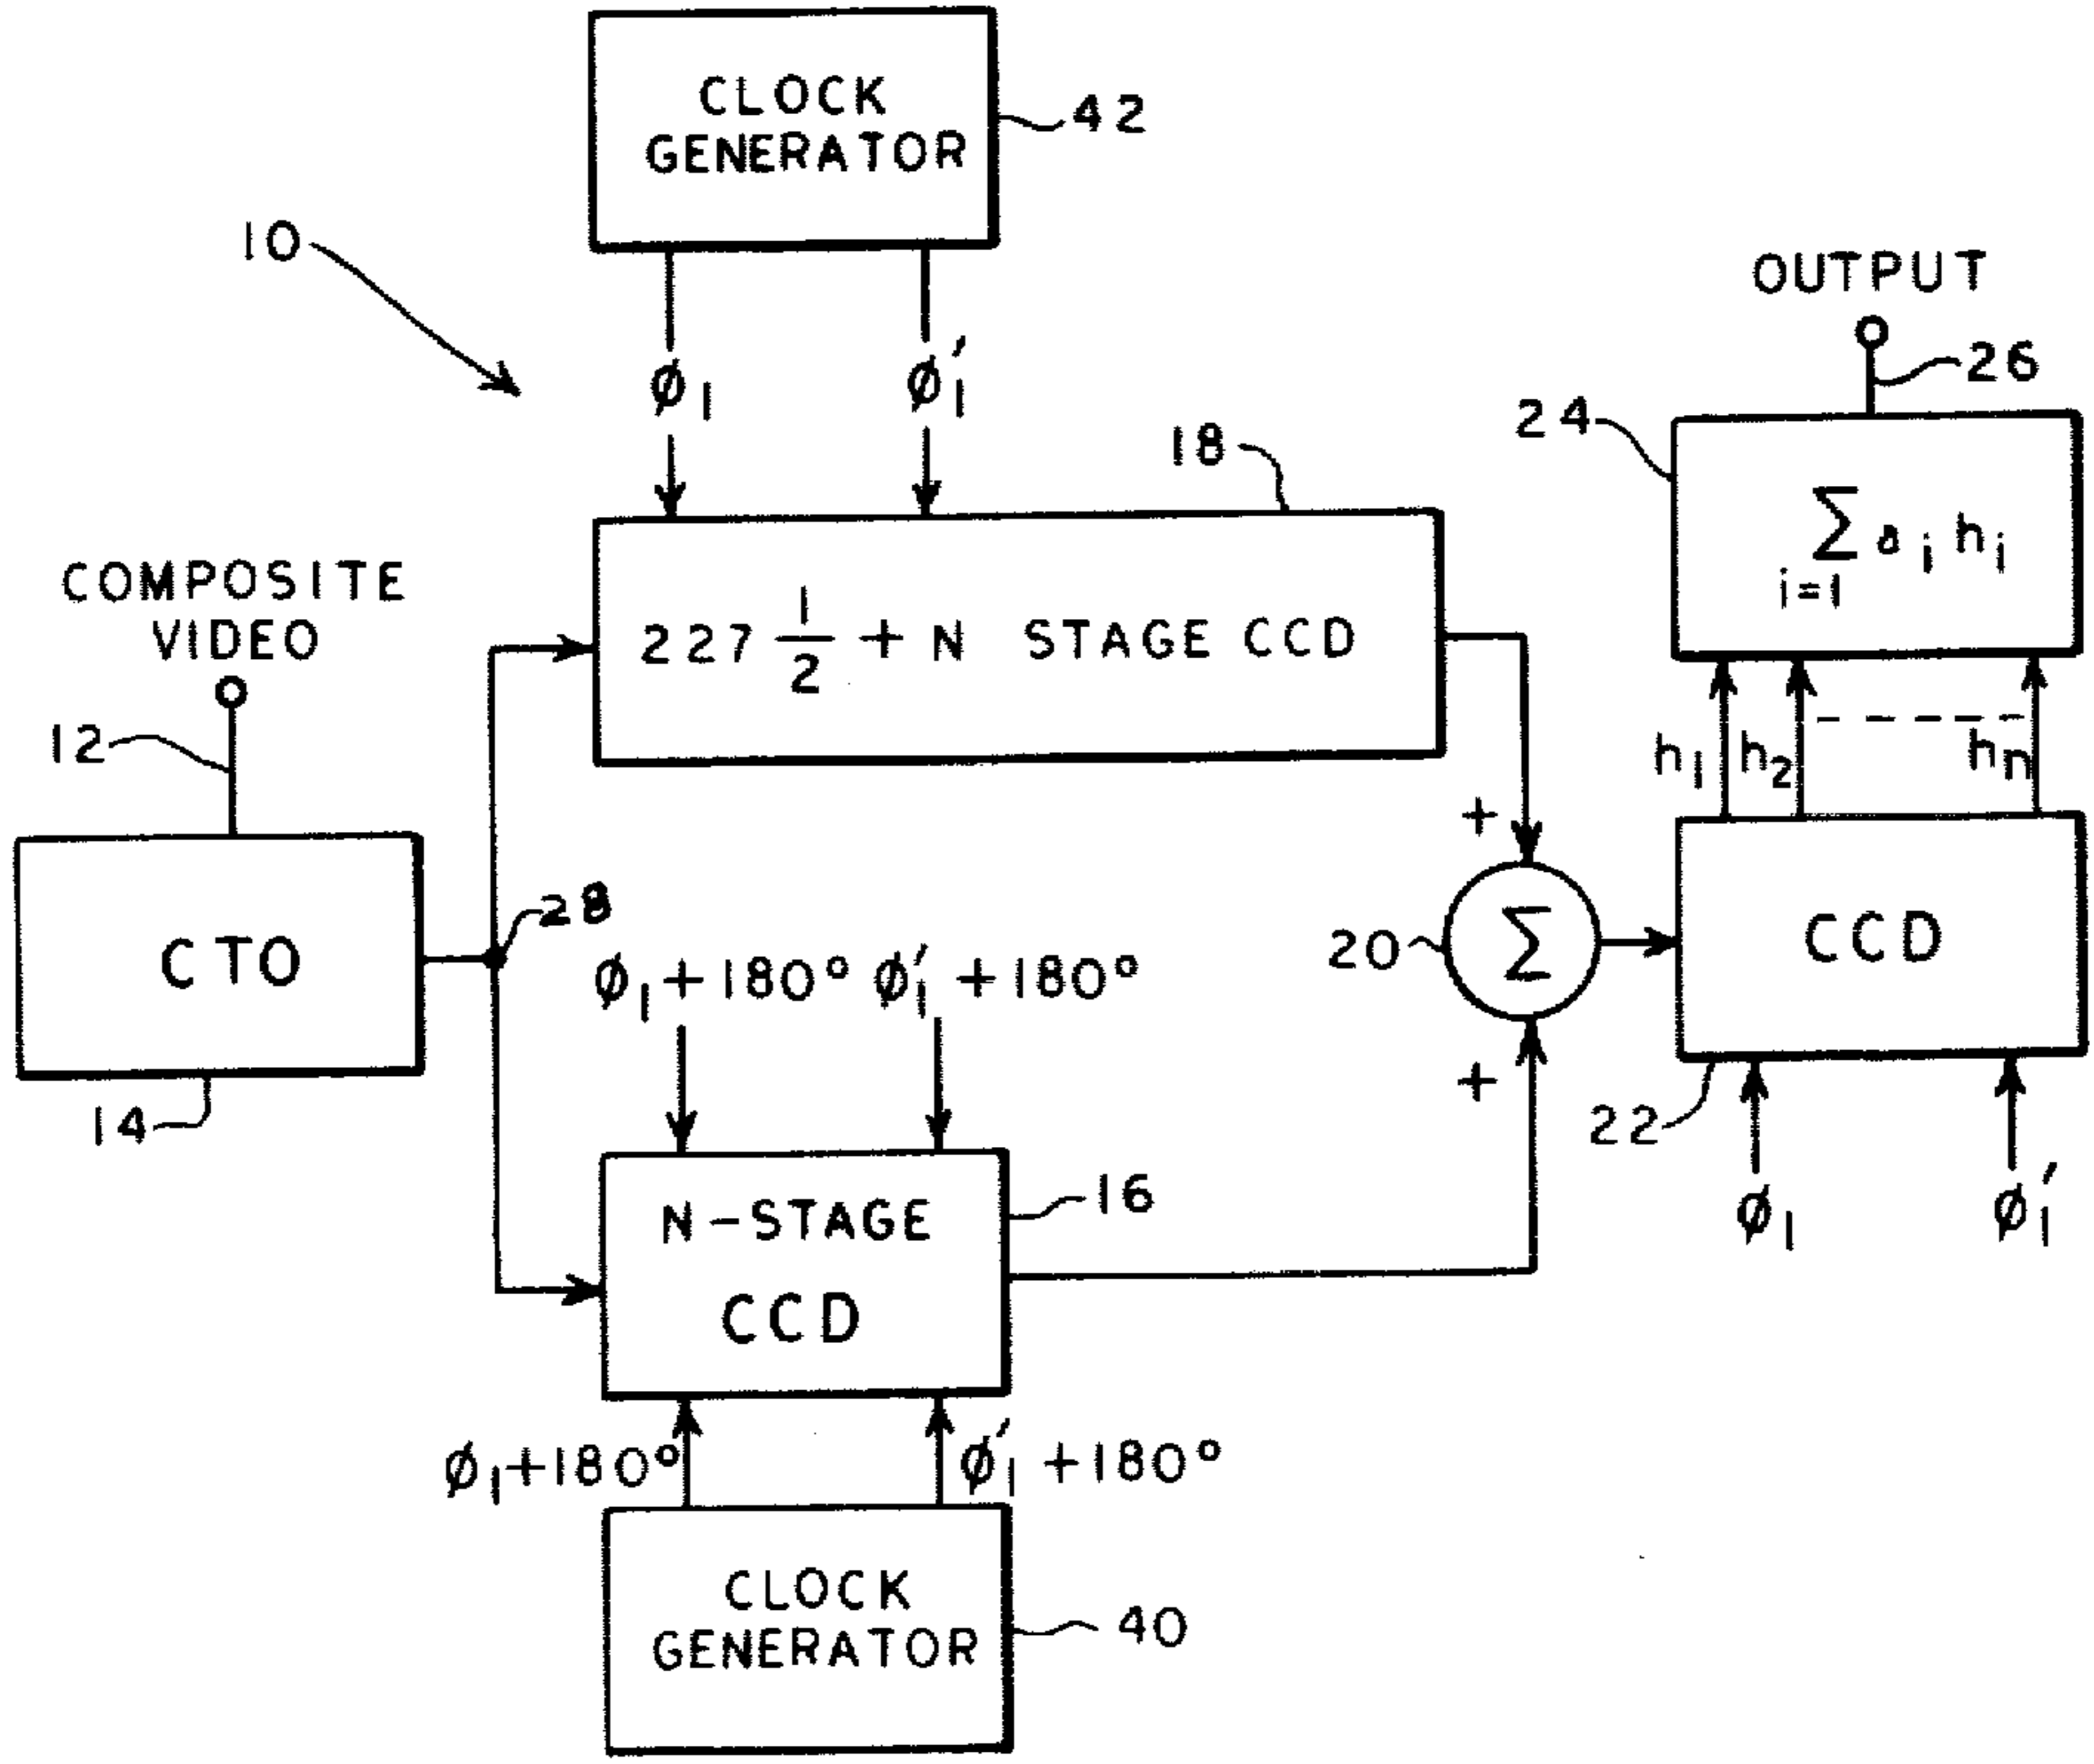 CLOCK
GENERATOR
42
10
ϕ₁
ϕ₁′
OUTPUT
26
24
∑ aᵢ hᵢ
i=1
18
227 1/2 + N STAGE CCD
COMPOSITE
VIDEO
12
h₁
h₂
hₙ
+
CTO
28
14
ϕ₁+180°
ϕ₁′+180°
20
∑
CCD
+
22
ϕ₁
ϕ₁′
N-STAGE
CCD
16
ϕ₁+180°
ϕ₁′+180°
CLOCK
GENERATOR
40